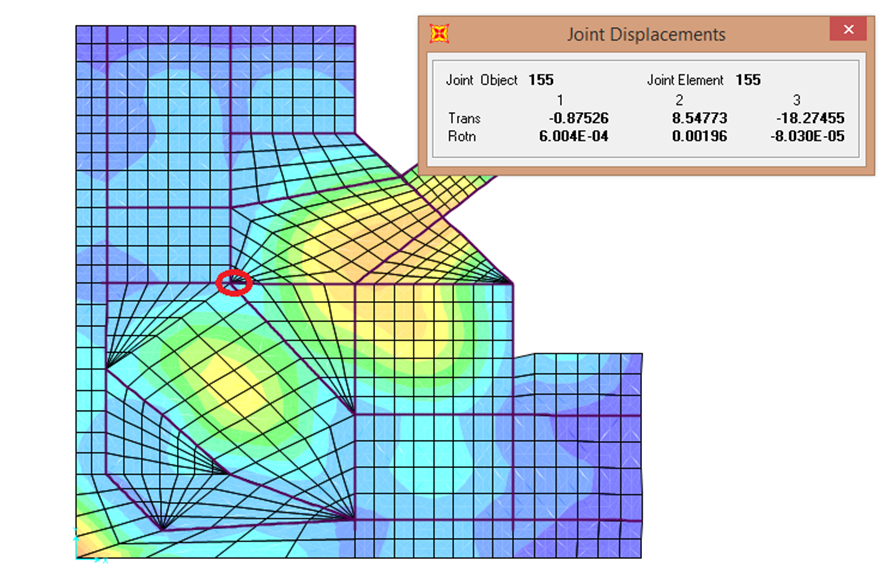 Joint Displacements
Joint Object 155 Joint Element 155
1 2 3
Trans -0.87526 8.54773 -18.27455
Rotn 6.004E-04 0.00196 -8.030E-05